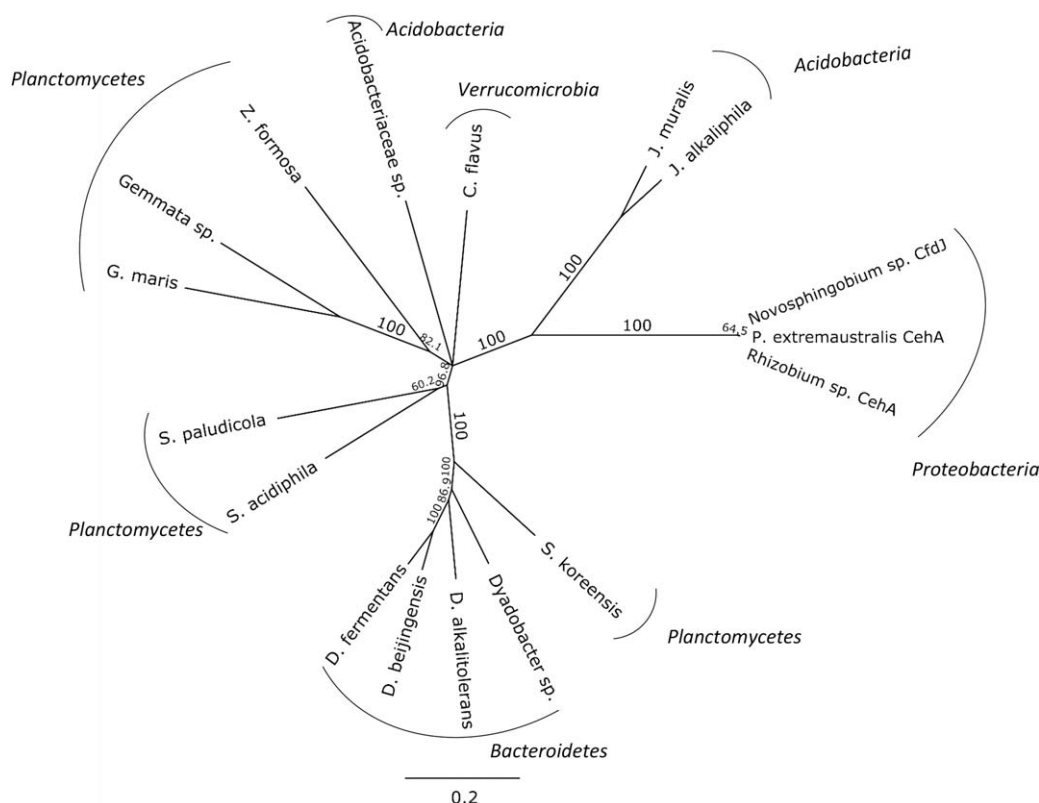 Acidobacteria
Acidobacteria
Planctomycetes
Verrucomicrobia
Z. formosa
Acidobacteriaceae sp.
C. flavus
J. muralis
J. alkaliphila
Gemmata sp.
G. maris
100
100
82.1
100
100
64.5
Novosphingobium sp. CfdJ
P. extremaustralis CehA
Rhizobium sp. CehA
96.8
60.2
S. paludicola
S. acidiphila
100
Planctomycetes
Proteobacteria
100
86.9
100
S. koreensis
D. fermentans
D. beijingensis
D. alkalitolerans
Dyadobacter sp.
Planctomycetes
Bacteroidetes
0.2